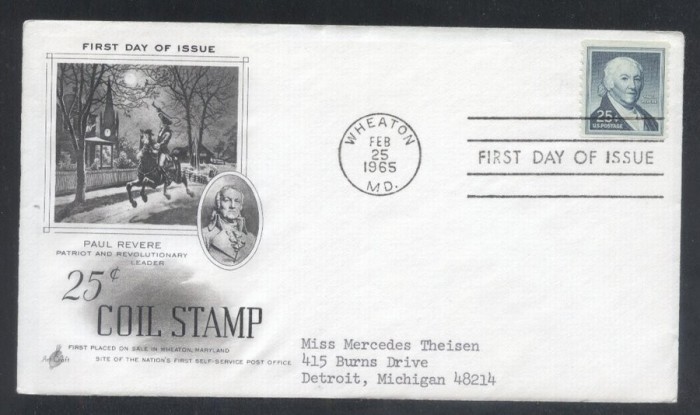 FIRST DAY OF ISSUE
PAUL REVERE
PATRIOT AND REVOLUTIONARY
LEADER
25¢
COIL STAMP
FIRST PLACED ON SALE IN WHEATON, MARYLAND
SITE OF THE NATION'S FIRST SELF-SERVICE POST OFFICE
ArtCraft
WHEATON
FEB
25
1965
MD.
25¢
U.S. POSTAGE
FIRST DAY OF ISSUE
Miss Mercedes Theisen
415 Burns Drive
Detroit, Michigan 48214